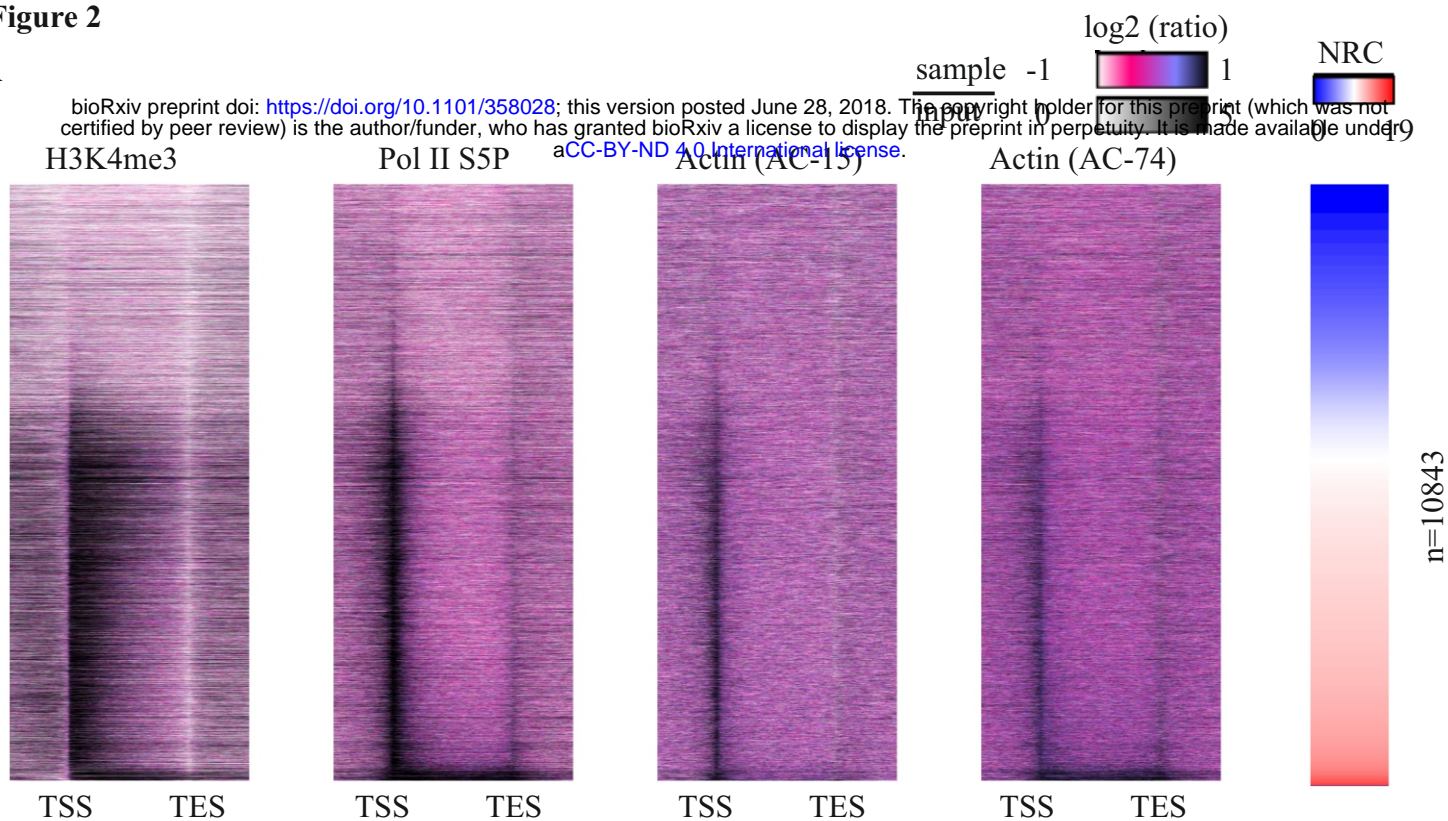 Figure 2
log2 (ratio)
NRC
sample -1 1
input 0 5
0 19
bioRxiv preprint doi: https://doi.org/10.1101/358028; this version posted June 28, 2018. The copyright holder for this preprint (which was not
certified by peer review) is the author/funder, who has granted bioRxiv a license to display the preprint in perpetuity. It is made available under
aCC-BY-ND 4.0 International license.
H3K4me3 Pol II S5P Actin (AC-15) Actin (AC-74)
n=10843
TSS TES TSS TES TSS TES TSS TES